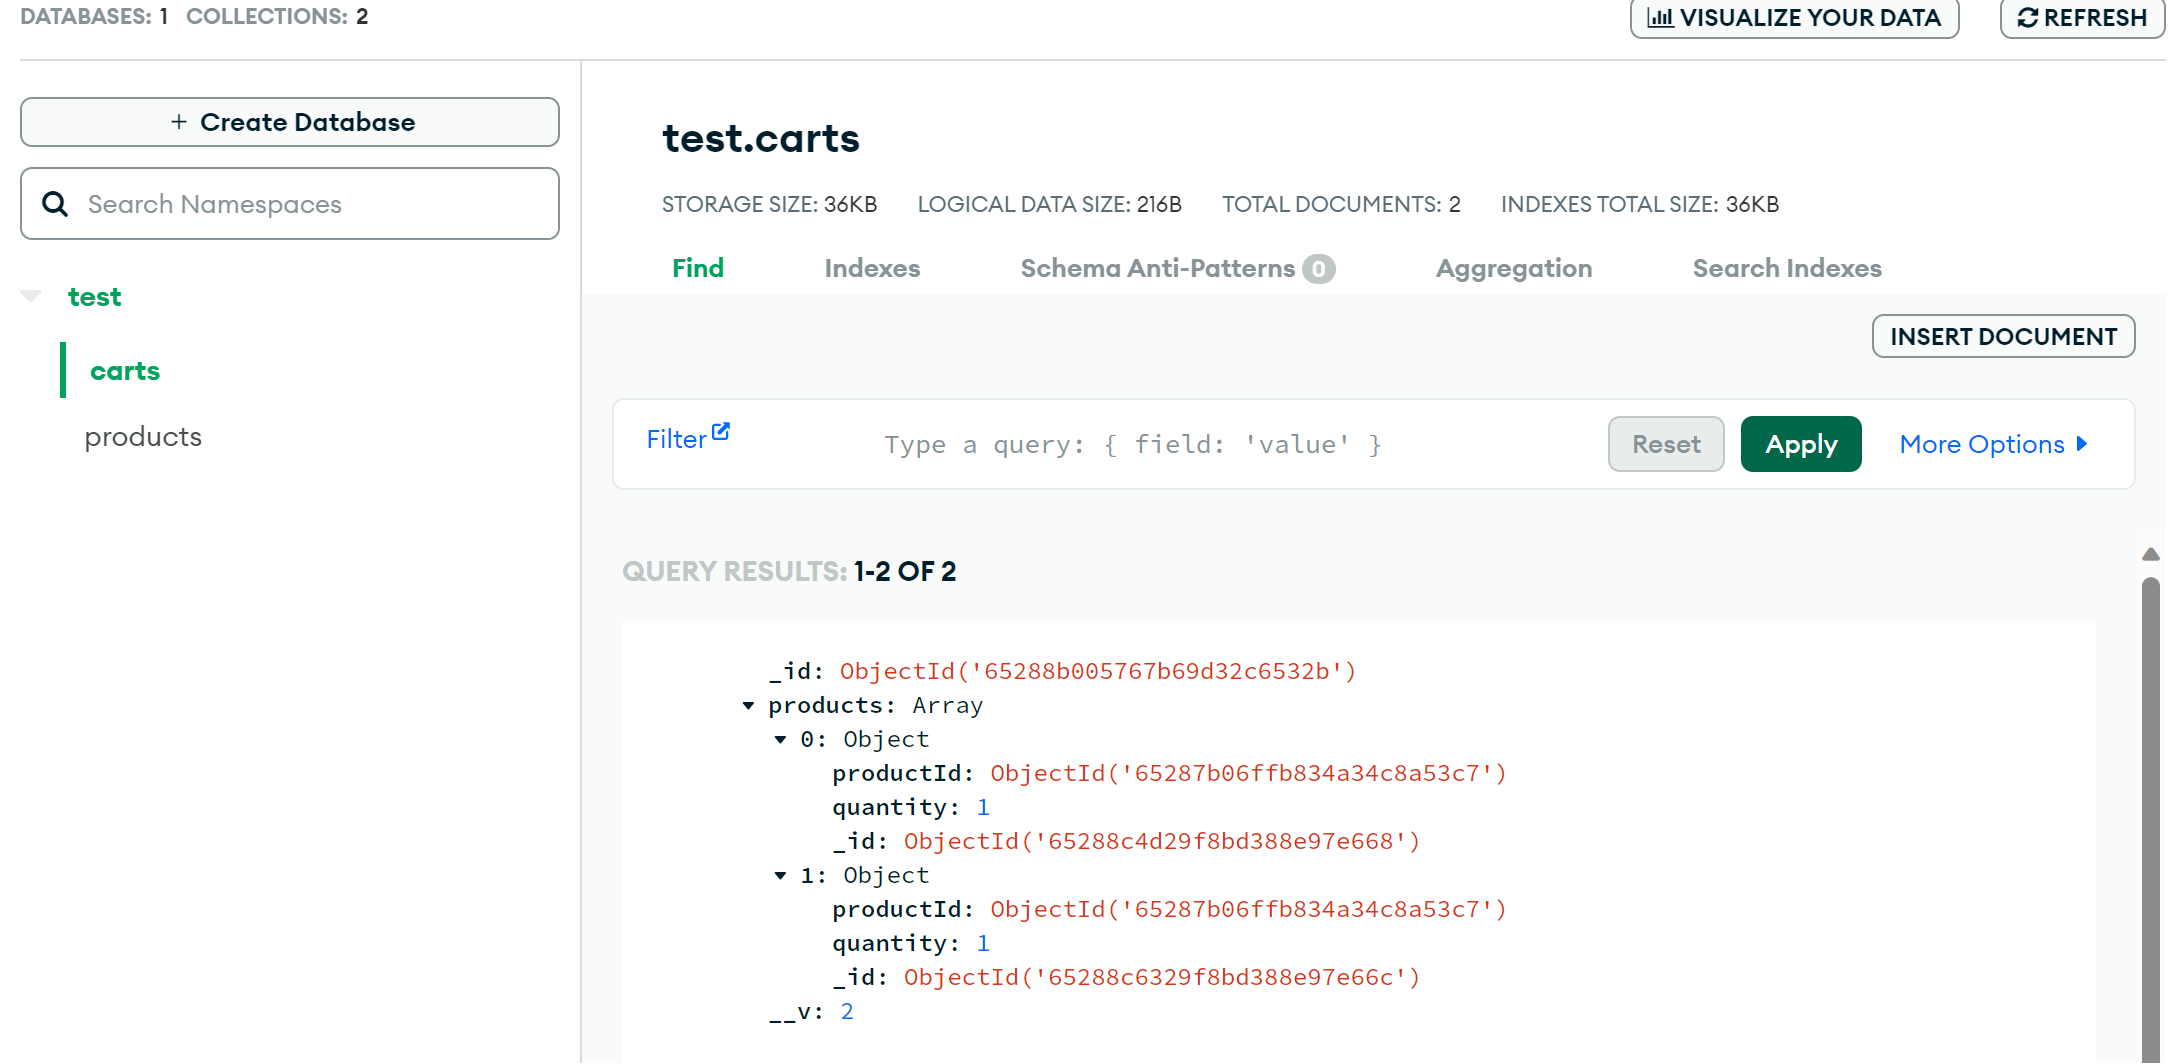 DATABASES: 1 COLLECTIONS: 2
VISUALIZE YOUR DATA
REFRESH
+ Create Database
Search Namespaces
test
carts
products
test.carts
STORAGE SIZE: 36KB LOGICAL DATA SIZE: 216B TOTAL DOCUMENTS: 2 INDEXES TOTAL SIZE: 36KB
Find Indexes Schema Anti-Patterns 0 Aggregation Search Indexes
INSERT DOCUMENT
Filter Type a query: { field: 'value' } Reset Apply More Options
QUERY RESULTS: 1-2 OF 2
_id: ObjectId('65288b005767b69d32c6532b')
products: Array
0: Object
productId: ObjectId('65287b06ffb834a34c8a53c7')
quantity: 1
_id: ObjectId('65288c4d29f8bd388e97e668')
1: Object
productId: ObjectId('65287b06ffb834a34c8a53c7')
quantity: 1
_id: ObjectId('65288c6329f8bd388e97e66c')
__v: 2